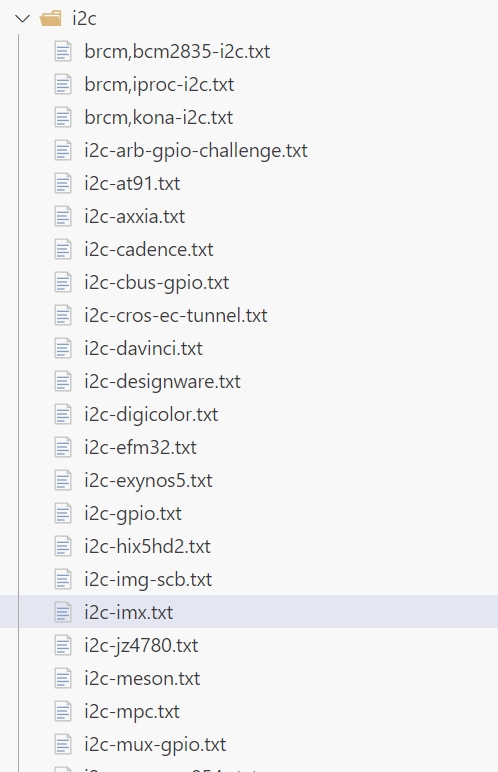 i2c
brcm,bcm2835-i2c.txt
brcm,iproc-i2c.txt
brcm,kona-i2c.txt
i2c-arb-gpio-challenge.txt
i2c-at91.txt
i2c-axxia.txt
i2c-cadence.txt
i2c-cbus-gpio.txt
i2c-cros-ec-tunnel.txt
i2c-davinci.txt
i2c-designware.txt
i2c-digicolor.txt
i2c-efm32.txt
i2c-exynos5.txt
i2c-gpio.txt
i2c-hix5hd2.txt
i2c-img-scb.txt
i2c-imx.txt
i2c-jz4780.txt
i2c-meson.txt
i2c-mpc.txt
i2c-mux-gpio.txt